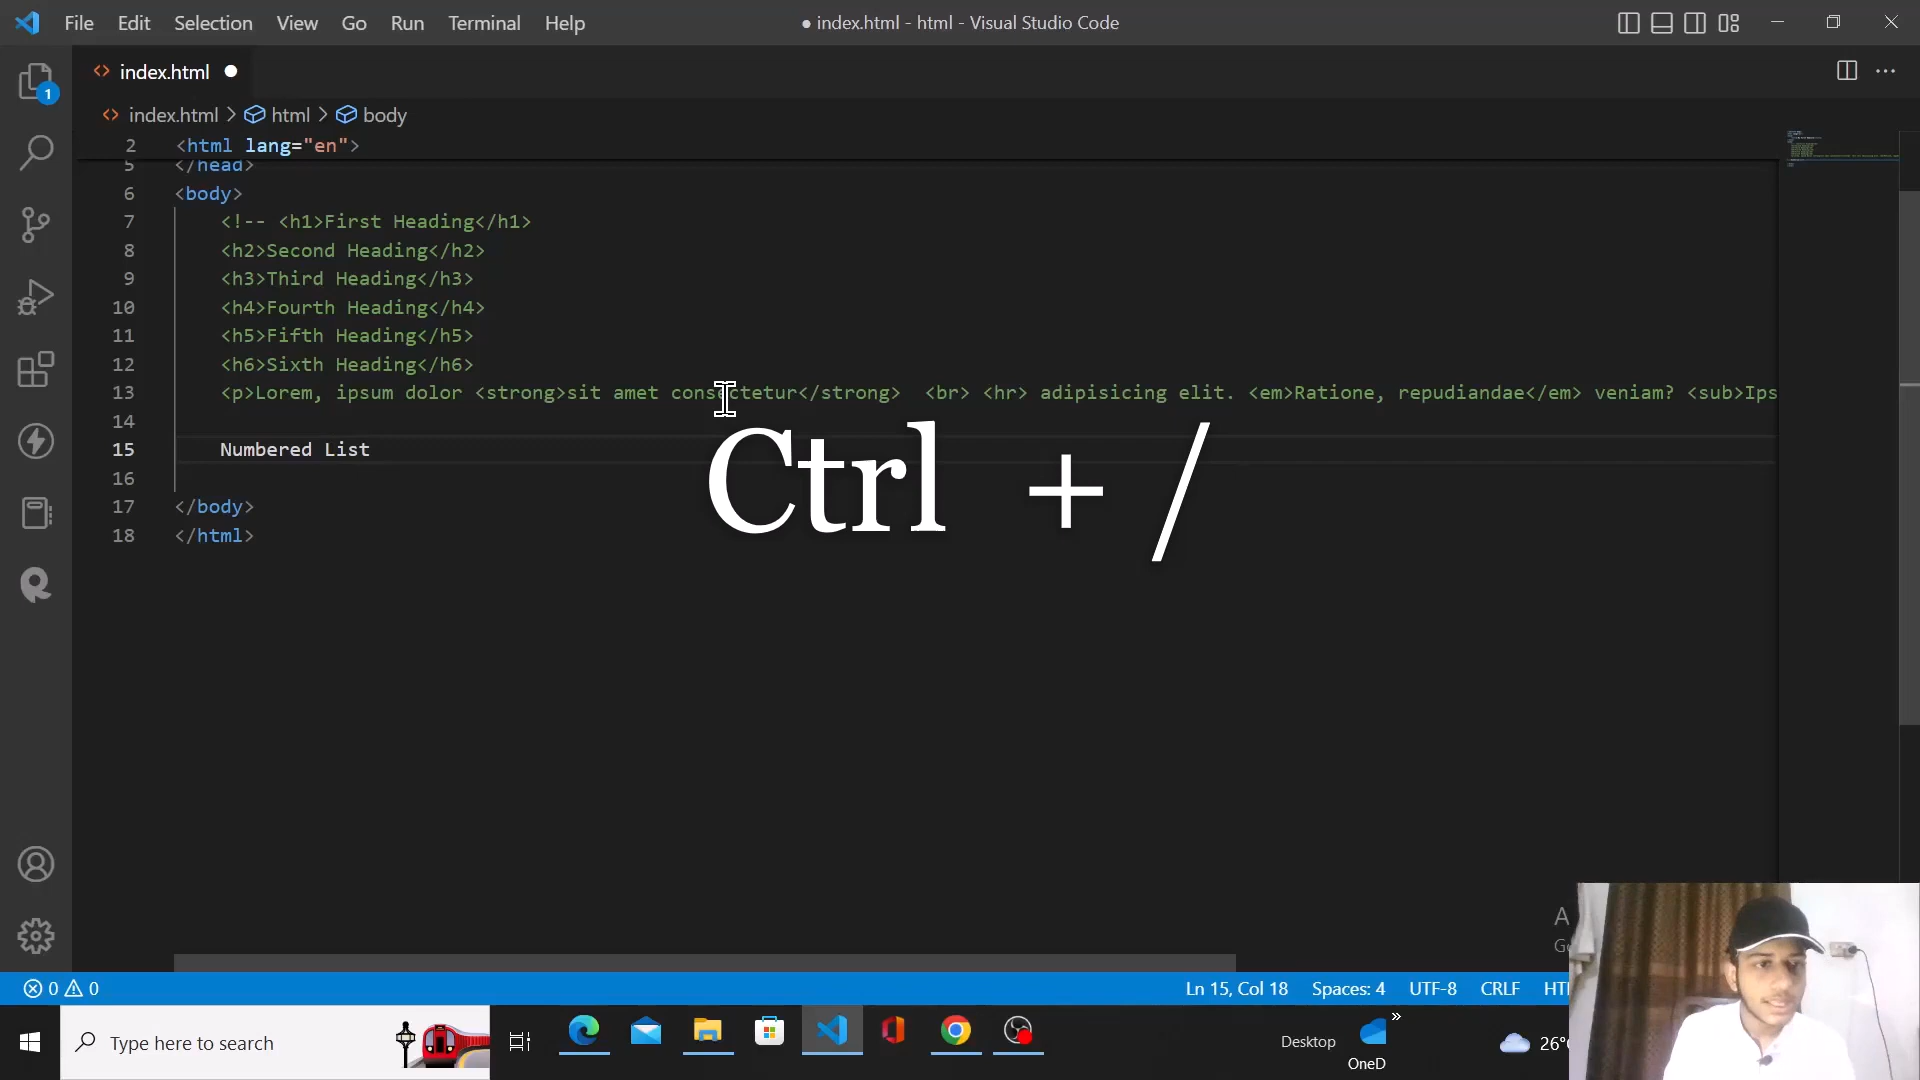 File Edit Selection View Go Run Terminal Help
● index.html - html - Visual Studio Code
index.html
index.html > html > body
1
2 <html lang="en">
5 </head>
6 <body>
7 <!-- <h1>First Heading</h1>
8 <h2>Second Heading</h2>
9 <h3>Third Heading</h3>
10 <h4>Fourth Heading</h4>
11 <h5>Fifth Heading</h5>
12 <h6>Sixth Heading</h6>
13 <p>Lorem, ipsum dolor <strong>sit amet consectetur</strong>  <br> <hr> adipisicing elit. <em>Ratione, repudiandae</em> veniam? <sub>Ips
14
15 Numbered List
16
17 </body>
18 </html>
Ctrl + /
A
Go
0 0 Ln 15, Col 18 Spaces: 4 UTF-8 CRLF HT
Type here to search
Desktop
OneD
26°